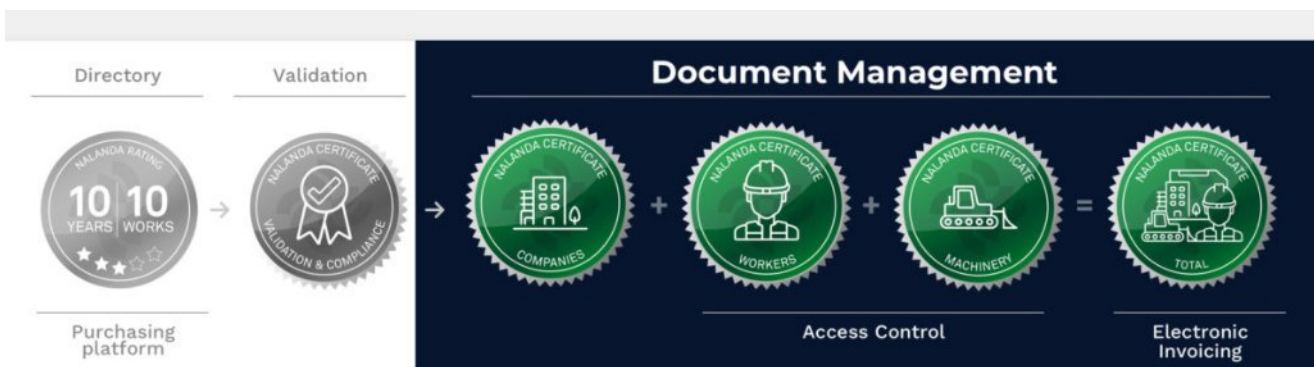 Directory
Validation
Document Management
NALANDA RATING
10 10
YEARS WORKS
NALANDA CERTIFICATE
VALIDATION & COMPLIANCE
NALANDA CERTIFICATE
COMPANIES
+
NALANDA CERTIFICATE
WORKERS
+
NALANDA CERTIFICATE
MACHINERY
=
NALANDA CERTIFICATE
TOTAL
Purchasing
platform
Access Control
Electronic
Invoicing